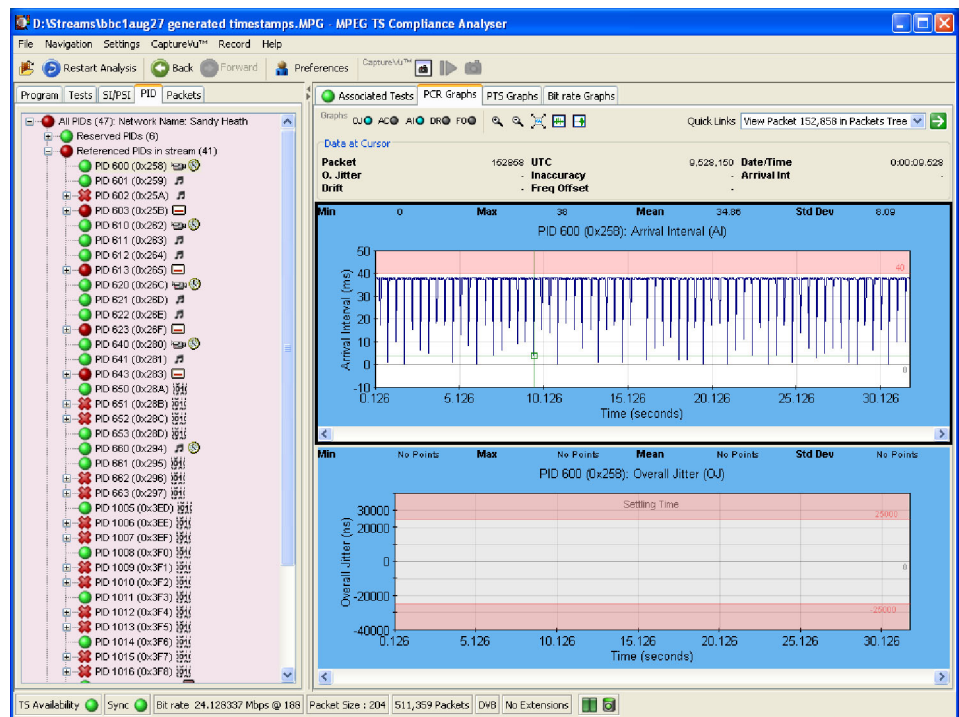 D:\Streams\bbc1aug27 generated timestamps.MPG - MPEG TS Compliance Analyser
File Navigation Settings CaptureVu™ Record Help
Restart Analysis Back Forward Preferences CaptureVu™
Program Tests SI/PSI PID Packets
All PIDs (47): Network Name: Sandy Heath
Reserved PIDs (6)
Referenced PIDs in stream (41)
PID 600 (0x258)
PID 601 (0x259)
PID 602 (0x25A)
PID 603 (0x25B)
PID 610 (0x262)
PID 611 (0x263)
PID 612 (0x264)
PID 613 (0x265)
PID 620 (0x26C)
PID 621 (0x26D)
PID 622 (0x26E)
PID 623 (0x26F)
PID 640 (0x280)
PID 641 (0x281)
PID 643 (0x283)
PID 650 (0x28A)
PID 651 (0x28B)
PID 652 (0x28C)
PID 653 (0x28D)
PID 660 (0x294)
PID 661 (0x295)
PID 662 (0x296)
PID 663 (0x297)
PID 1005 (0x3ED)
PID 1006 (0x3EE)
PID 1007 (0x3EF)
PID 1008 (0x3F0)
PID 1009 (0x3F1)
PID 1010 (0x3F2)
PID 1011 (0x3F3)
PID 1012 (0x3F4)
PID 1013 (0x3F5)
PID 1014 (0x3F6)
PID 1015 (0x3F7)
PID 1016 (0x3F8)
Associated Tests PCR Graphs PTS Graphs Bit rate Graphs
Graphs OJ AC AI DR FO Quick Links View Packet 152,858 in Packets Tree
Data at Cursor
Packet 152858 UTC 9,528,150 Date/Time 0:00:09.528
O. Jitter - Inaccuracy - Arrival Int -
Drift - Freq Offset -
Min 0 Max 38 Mean 34.86 Std Dev 8.09
PID 600 (0x258): Arrival Interval (AI)
Arrival Interval (ms)
50
40
30
20
10
0
-10
40
0
0.126 5.126 10.126 15.126 20.126 25.126 30.126
Time (seconds)
Min No Points Max No Points Mean No Points Std Dev No Points
PID 600 (0x258): Overall Jitter (OJ)
Settling Time
Overall Jitter (ns)
30000
20000
0
-20000
-40000
25000
0
-25000
0.126 5.126 10.126 15.126 20.126 25.126 30.126
Time (seconds)
TS Availability Sync Bit rate 24.128337 Mbps @ 188 Packet Size : 204 511,359 Packets DVB No Extensions